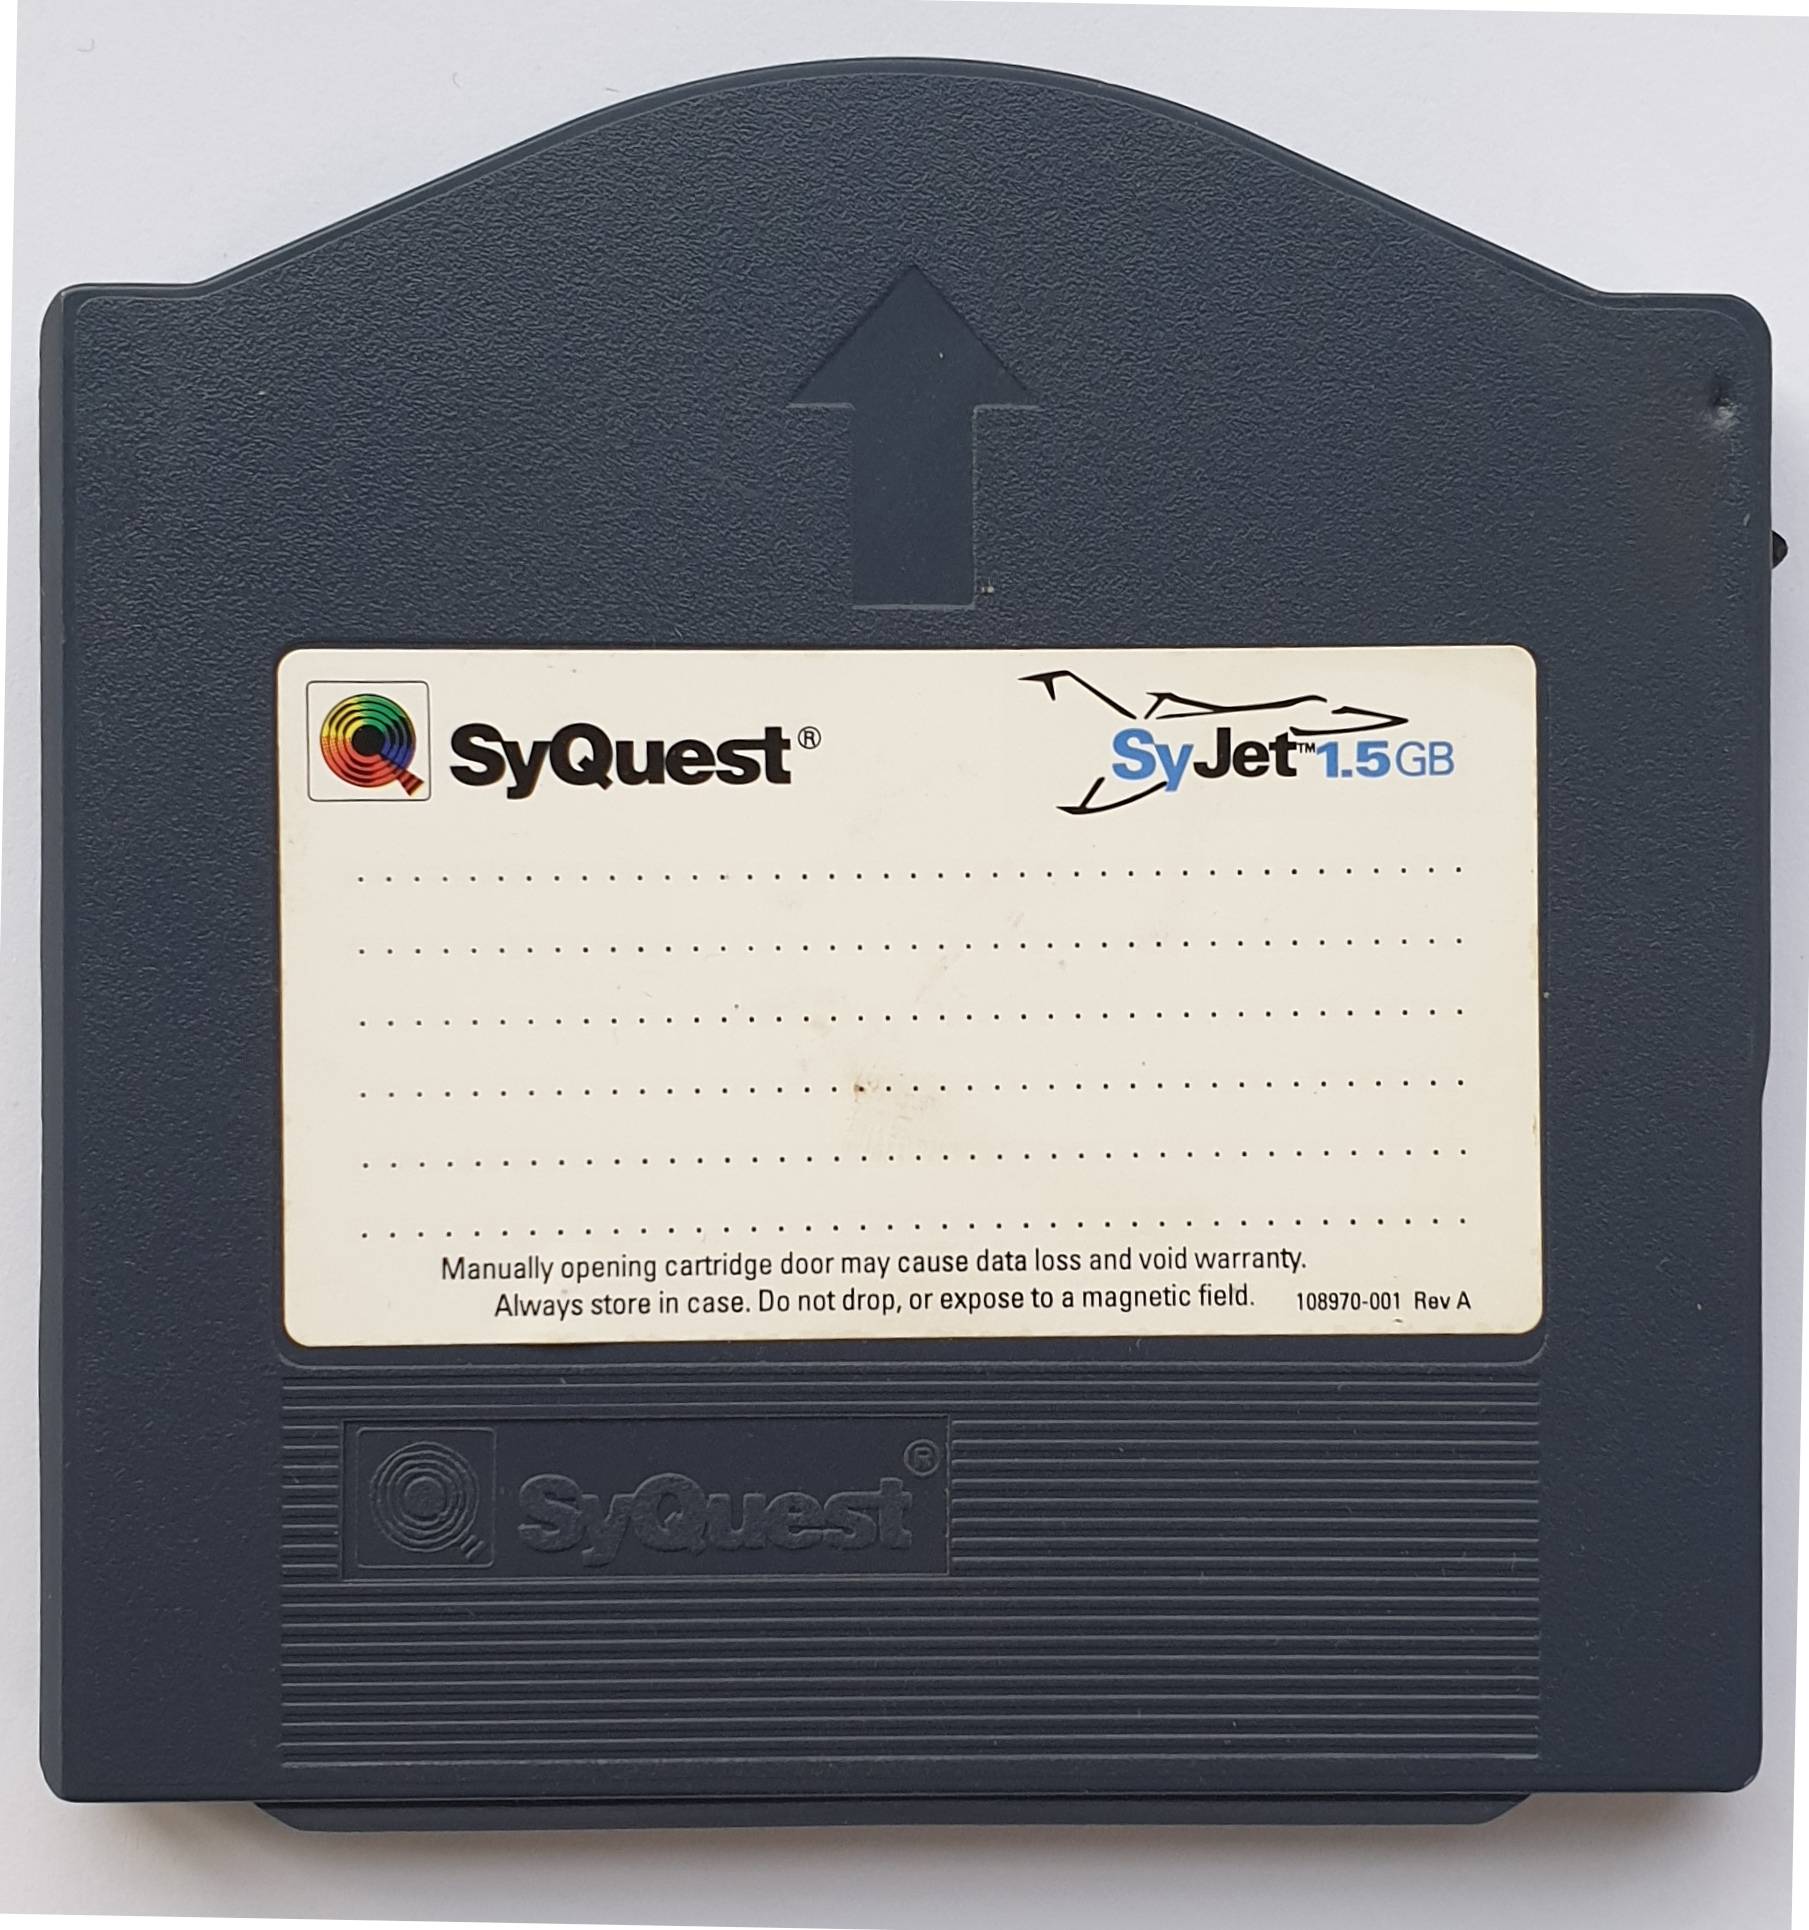 SyQuest®
SyJet™ 1.5GB
Manually opening cartridge door may cause data loss and void warranty.
Always store in case. Do not drop, or expose to a magnetic field. 108970-001 Rev A
SyQuest®